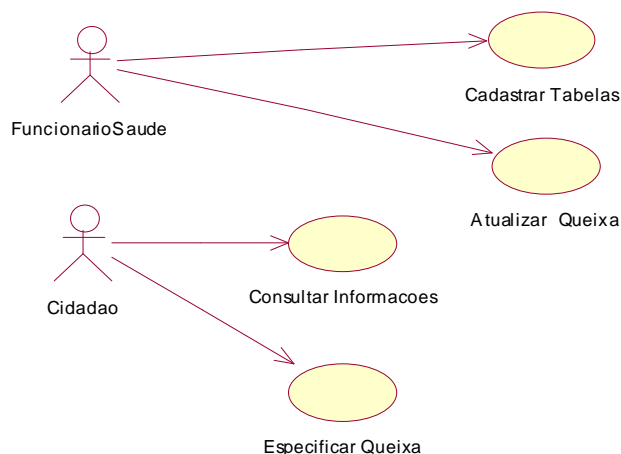 Cadastrar Tabelas
FuncionarioSaude
Atualizar Queixa
Consultar Informacoes
Cidadao
Especificar Queixa